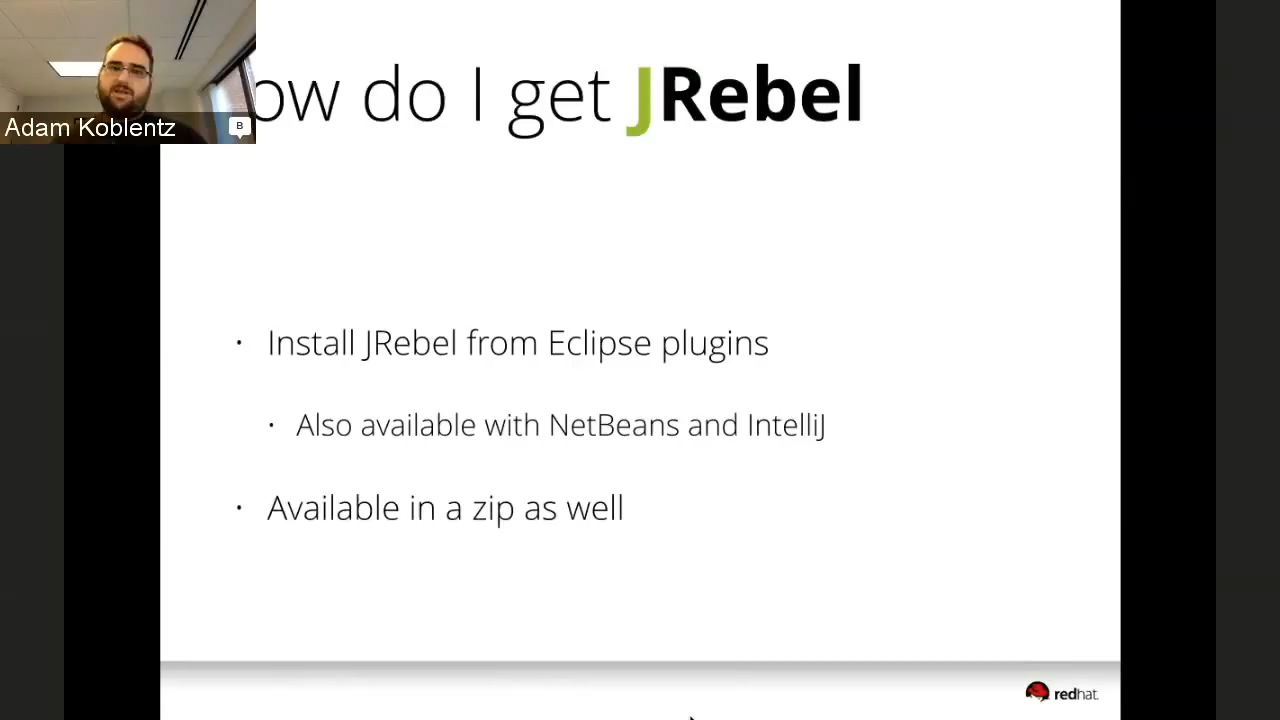 ow do I get JRebel
Adam Koblentz
B
· Install JRebel from Eclipse plugins
· Also available with NetBeans and IntelliJ
· Available in a zip as well
redhat.